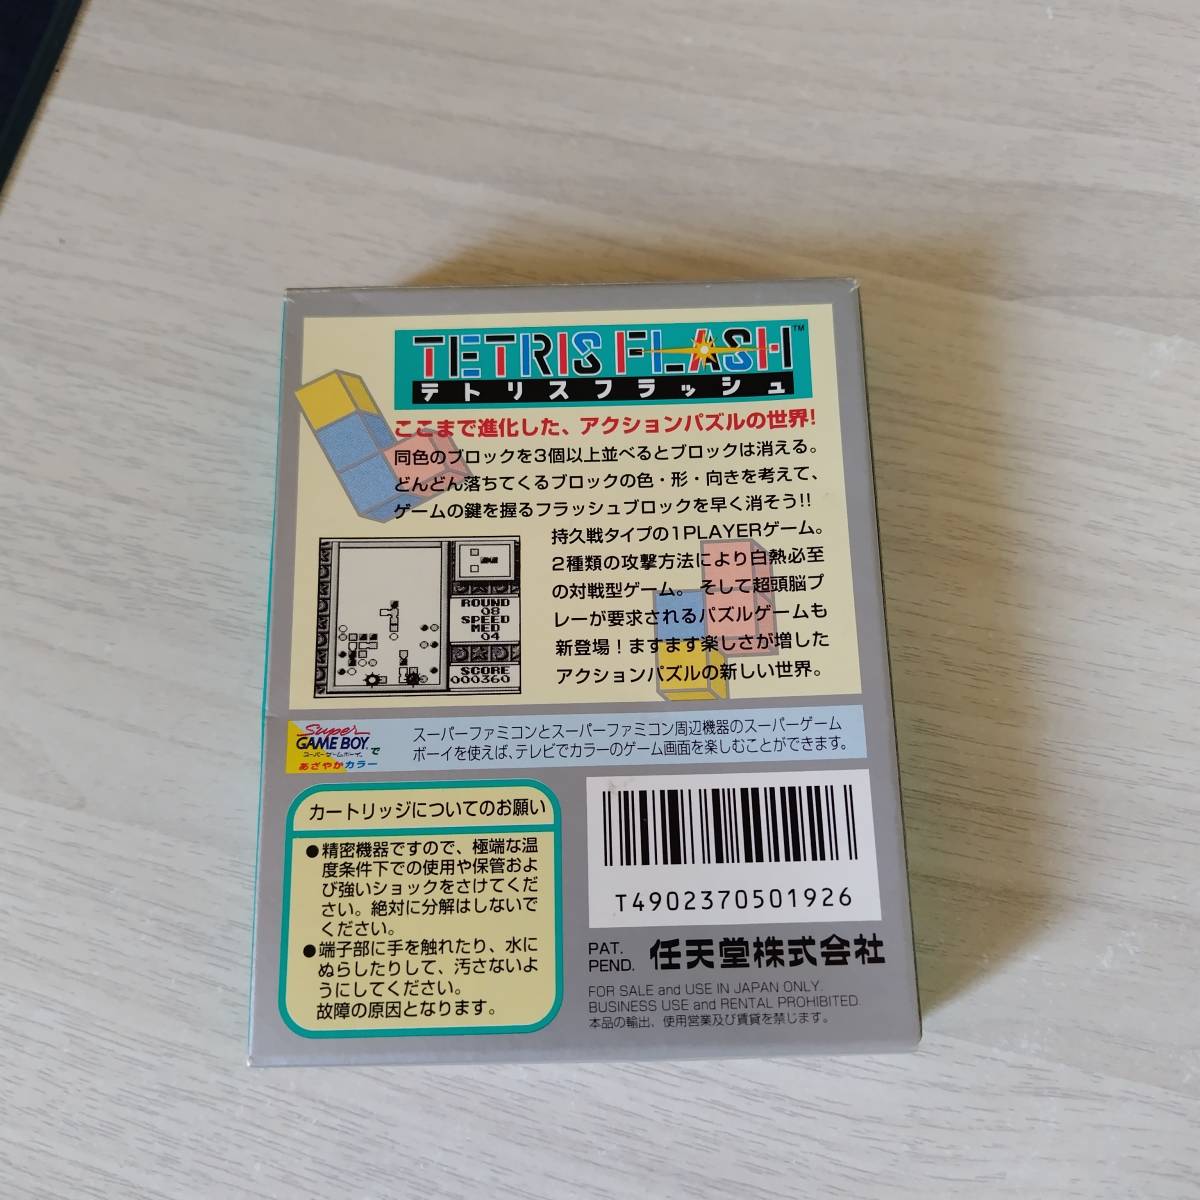 TETRIS FLASH™
テトリスフラッシュ
ここまで進化した、アクションパズルの世界!
同色のブロックを3個以上並べるとブロックは消える。
どんどん落ちてくるブロックの色・形・向きを考えて、
ゲームの鍵を握るフラッシュブロックを早く消そう!!
持久戦タイプの1PLAYERゲーム。
2種類の攻撃方法により白熱必至
の対戦型ゲーム。そして超頭脳プ
レーが要求されるパズルゲームも
新登場!ますます楽しさが増した
アクションパズルの新しい世界。
ROUND
08
SPEED
MED
04
SCORE
000360
Super
GAME BOY
スーパーゲームボーイ
で
あざやかカラー
スーパーファミコンとスーパーファミコン周辺機器のスーパーゲーム
ボーイを使えば、テレビでカラーのゲーム画面を楽しむことができます。
カートリッジについてのお願い
●精密機器ですので、極端な温
度条件下での使用や保管およ
び強いショックをさけてくだ
さい。絶対に分解はしないで
ください。
●端子部に手を触れたり、水に
ぬらしたりして、汚さないよ
うにしてください。
故障の原因となります。
T4902370501926
PAT.
PEND.
任天堂株式会社
FOR SALE and USE IN JAPAN ONLY.
BUSINESS USE and RENTAL PROHIBITED.
本品の輸出、使用営業及び賃貸を禁じます。